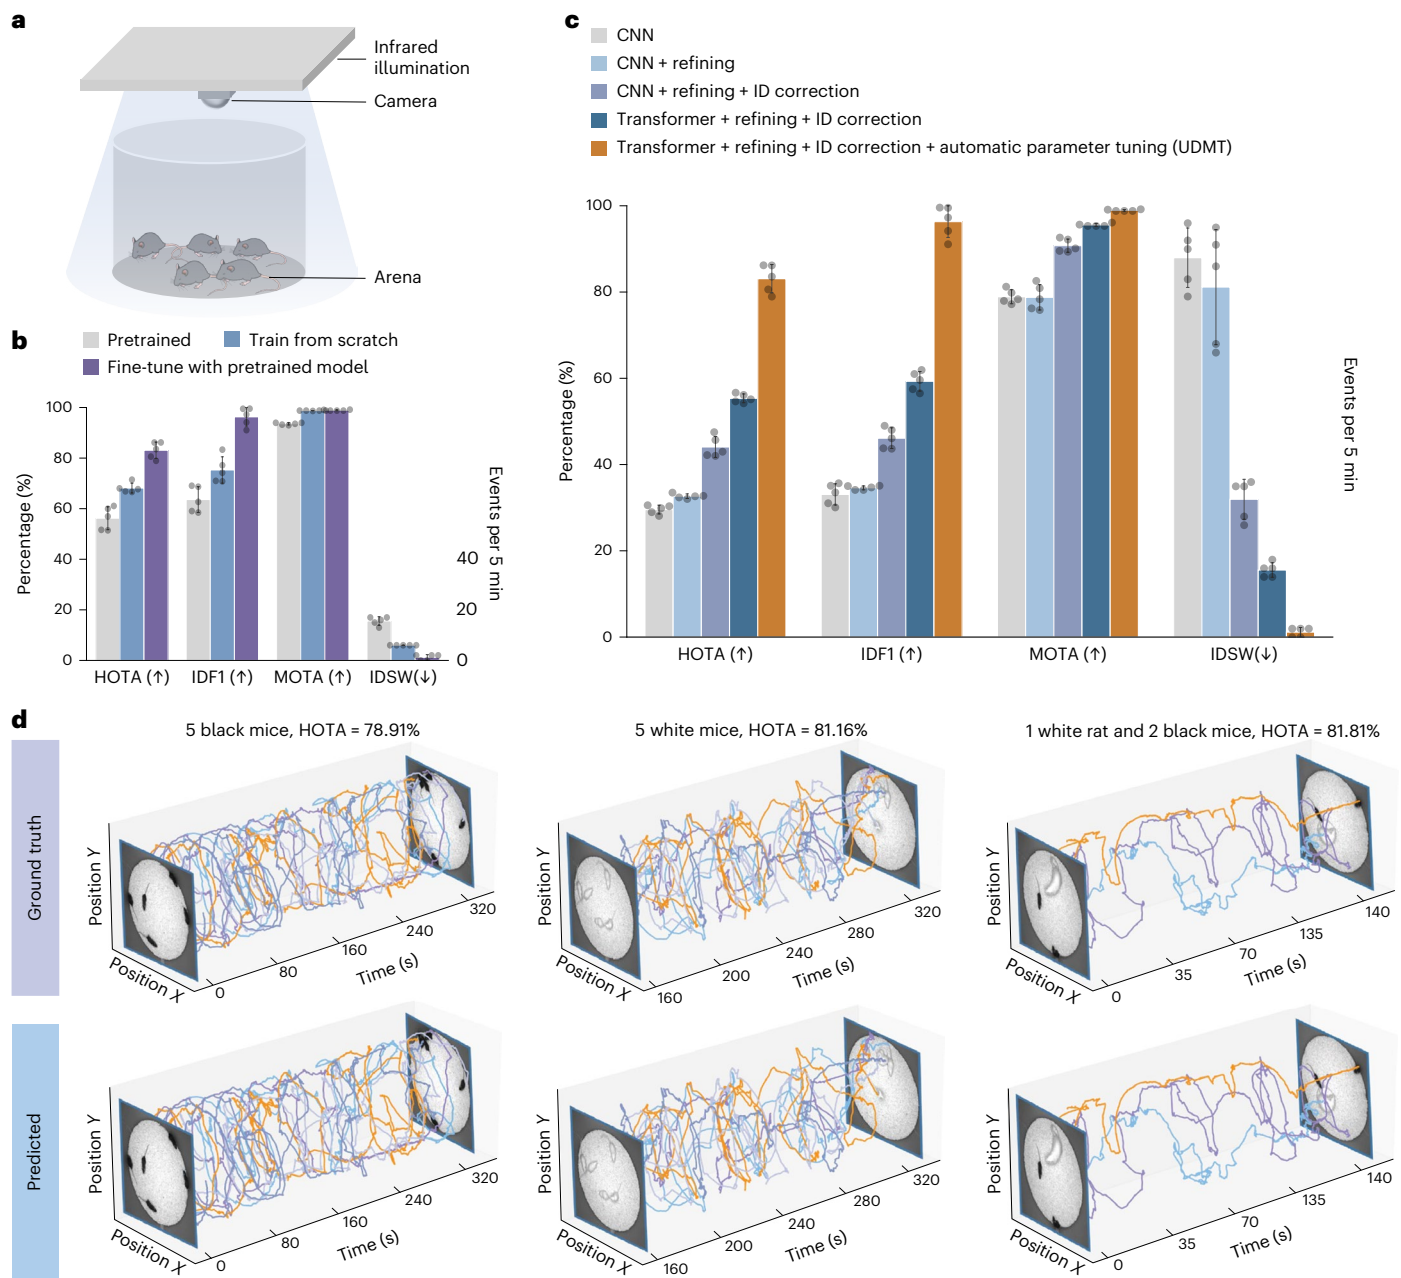 a
Infrared
illumination
Camera
Arena
b
Pretrained
Train from scratch
Fine-tune with pretrained model
Percentage (%)
100
80
60
40
20
0
HOTA (↑)
IDF1 (↑)
MOTA (↑)
IDSW(↓)
40
20
0
Events per 5 min
c
CNN
CNN + refining
CNN + refining + ID correction
Transformer + refining + ID correction
Transformer + refining + ID correction + automatic parameter tuning (UDMT)
Percentage (%)
100
80
60
40
20
0
HOTA (↑)
IDF1 (↑)
MOTA (↑)
IDSW(↓)
Events per 5 min
d
Ground truth
5 black mice, HOTA = 78.91%
Position Y
Position X
0
80
160
240
320
Time (s)
5 white mice, HOTA = 81.16%
Position Y
Position X
160
200
240
280
320
Time (s)
1 white rat and 2 black mice, HOTA = 81.81%
Position Y
Position X
0
35
70
135
140
Time (s)
Predicted
Position Y
Position X
0
80
160
240
320
Time (s)
Position Y
Position X
160
200
240
280
320
Time (s)
Position Y
Position X
0
35
70
135
140
Time (s)